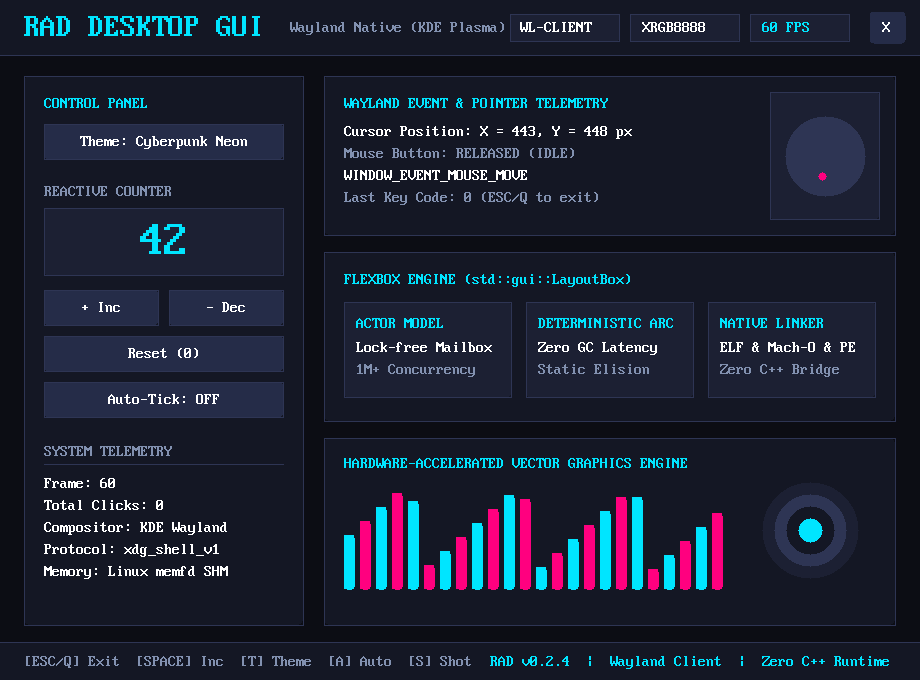 RAD DESKTOP GUI
Wayland Native (KDE Plasma)
WL-CLIENT
XRGB8888
60 FPS
X
CONTROL PANEL
Theme: Cyberpunk Neon
REACTIVE COUNTER
42
+ Inc
- Dec
Reset (0)
Auto-Tick: OFF
SYSTEM TELEMETRY
Frame: 60
Total Clicks: 0
Compositor: KDE Wayland
Protocol: xdg_shell_v1
Memory: Linux memfd SHM
WAYLAND EVENT & POINTER TELEMETRY
Cursor Position: X = 443, Y = 448 px
Mouse Button: RELEASED (IDLE)
WINDOW_EVENT_MOUSE_MOVE
Last Key Code: 0 (ESC/Q to exit)
FLEXBOX ENGINE (std::gui::LayoutBox)
ACTOR MODEL
Lock-free Mailbox
1M+ Concurrency
DETERMINISTIC ARC
Zero GC Latency
Static Elision
NATIVE LINKER
ELF & Mach-O & PE
Zero C++ Bridge
HARDWARE-ACCELERATED VECTOR GRAPHICS ENGINE
[ESC/Q] Exit [SPACE] Inc [T] Theme [A] Auto [S] Shot RAD v0.2.4 | Wayland Client | Zero C++ Runtime